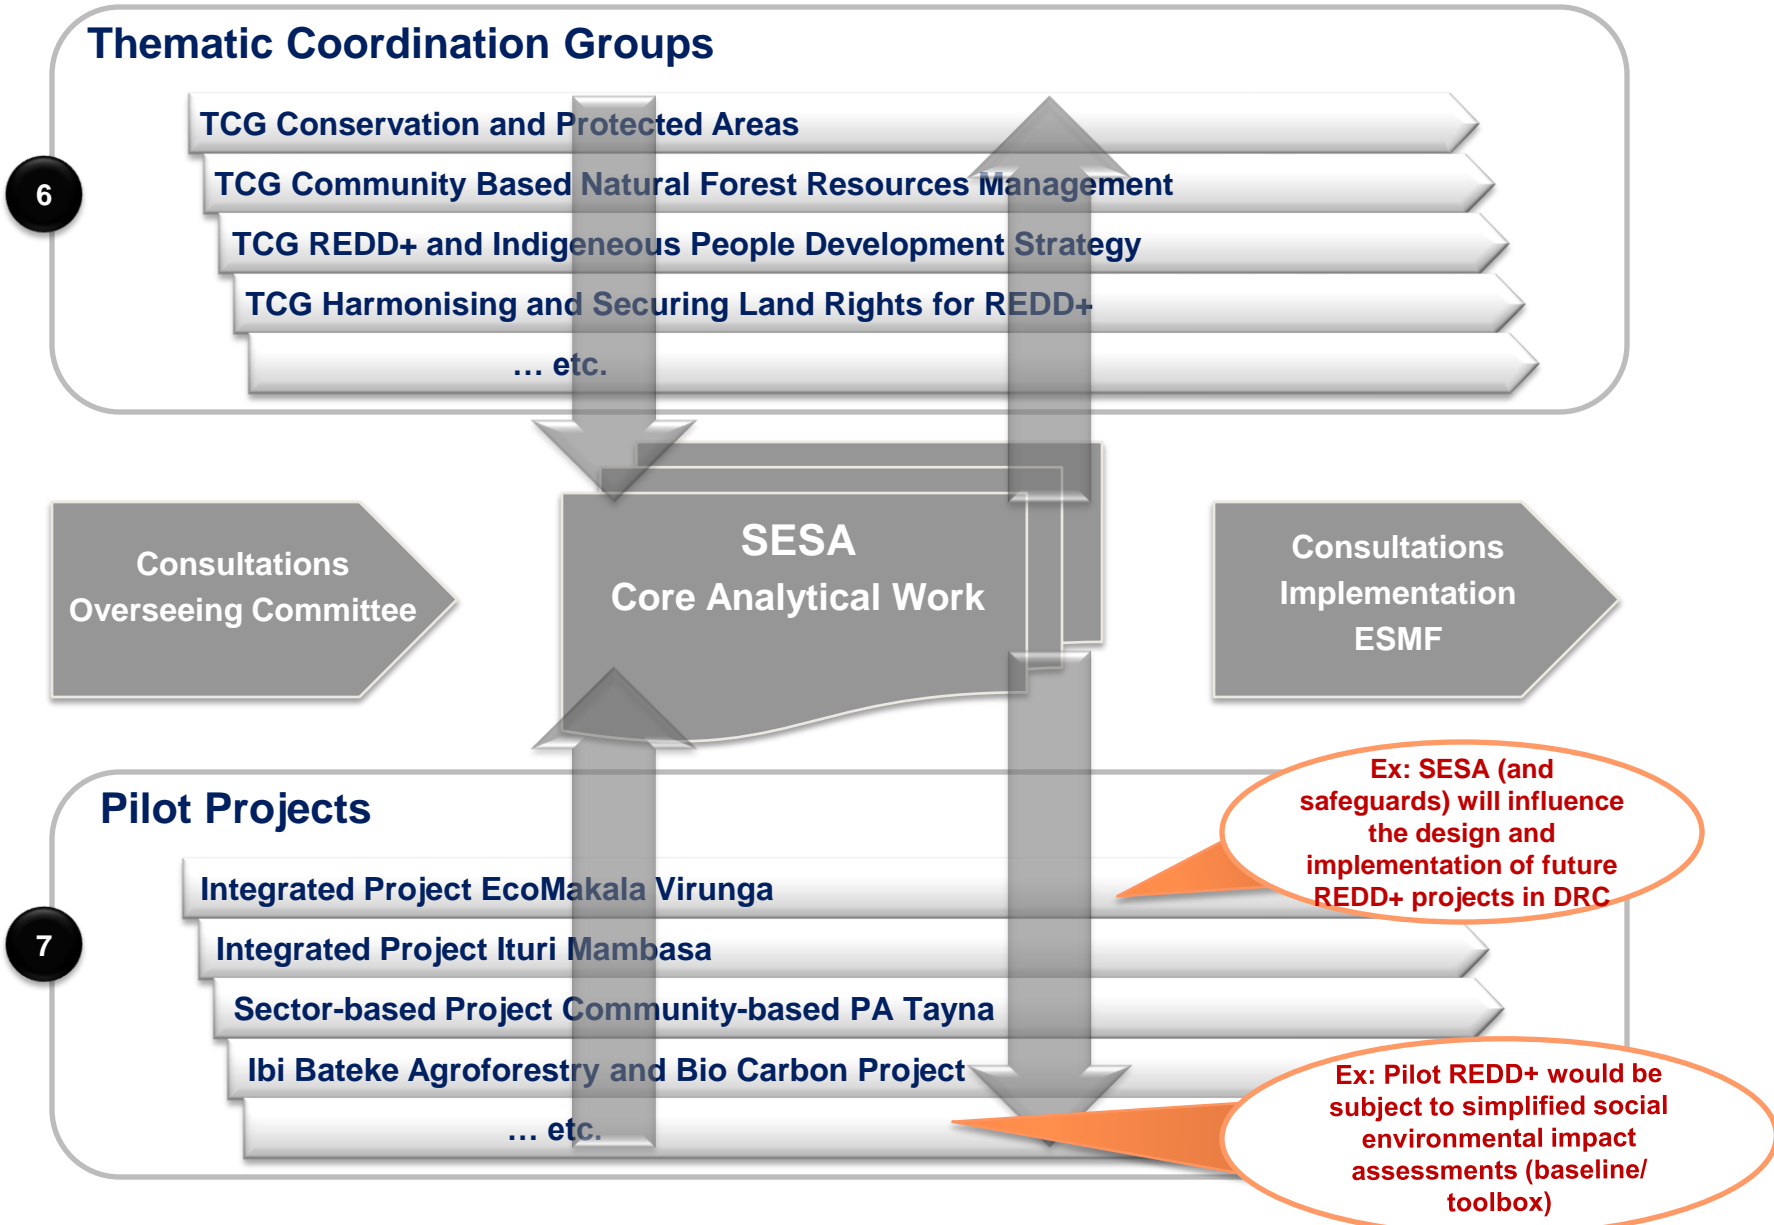 Thematic Coordination Groups
6
TCG Conservation and Protected Areas
TCG Community Based Natural Forest Resources Management
TCG REDD+ and Indigeneous People Development Strategy
TCG Harmonising and Securing Land Rights for REDD+
... etc.
Consultations
Overseeing Committee
SESA
Core Analytical Work
Consultations
Implementation
ESMF
Pilot Projects
7
Integrated Project EcoMakala Virunga
Integrated Project Ituri Mambasa
Sector-based Project Community-based PA Tayna
Ibi Bateke Agroforestry and Bio Carbon Project
... etc.
Ex: SESA (and
safeguards) will influence
the design and
implementation of future
REDD+ projects in DRC
Ex: Pilot REDD+ would be
subject to simplified social
environmental impact
assessments (baseline/
toolbox)